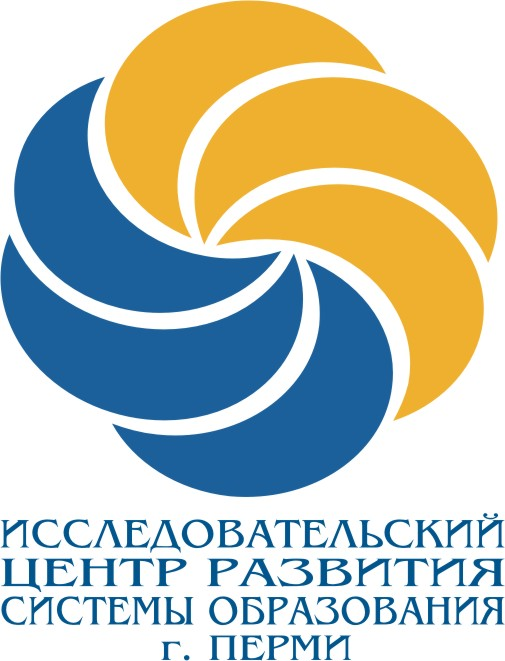 ИССЛЕДОВАТЕЛЬСКИЙ
ЦЕНТР РАЗВИТИЯ
СИСТЕМЫ ОБРАЗОВАНИЯ
г. ПЕРМИ